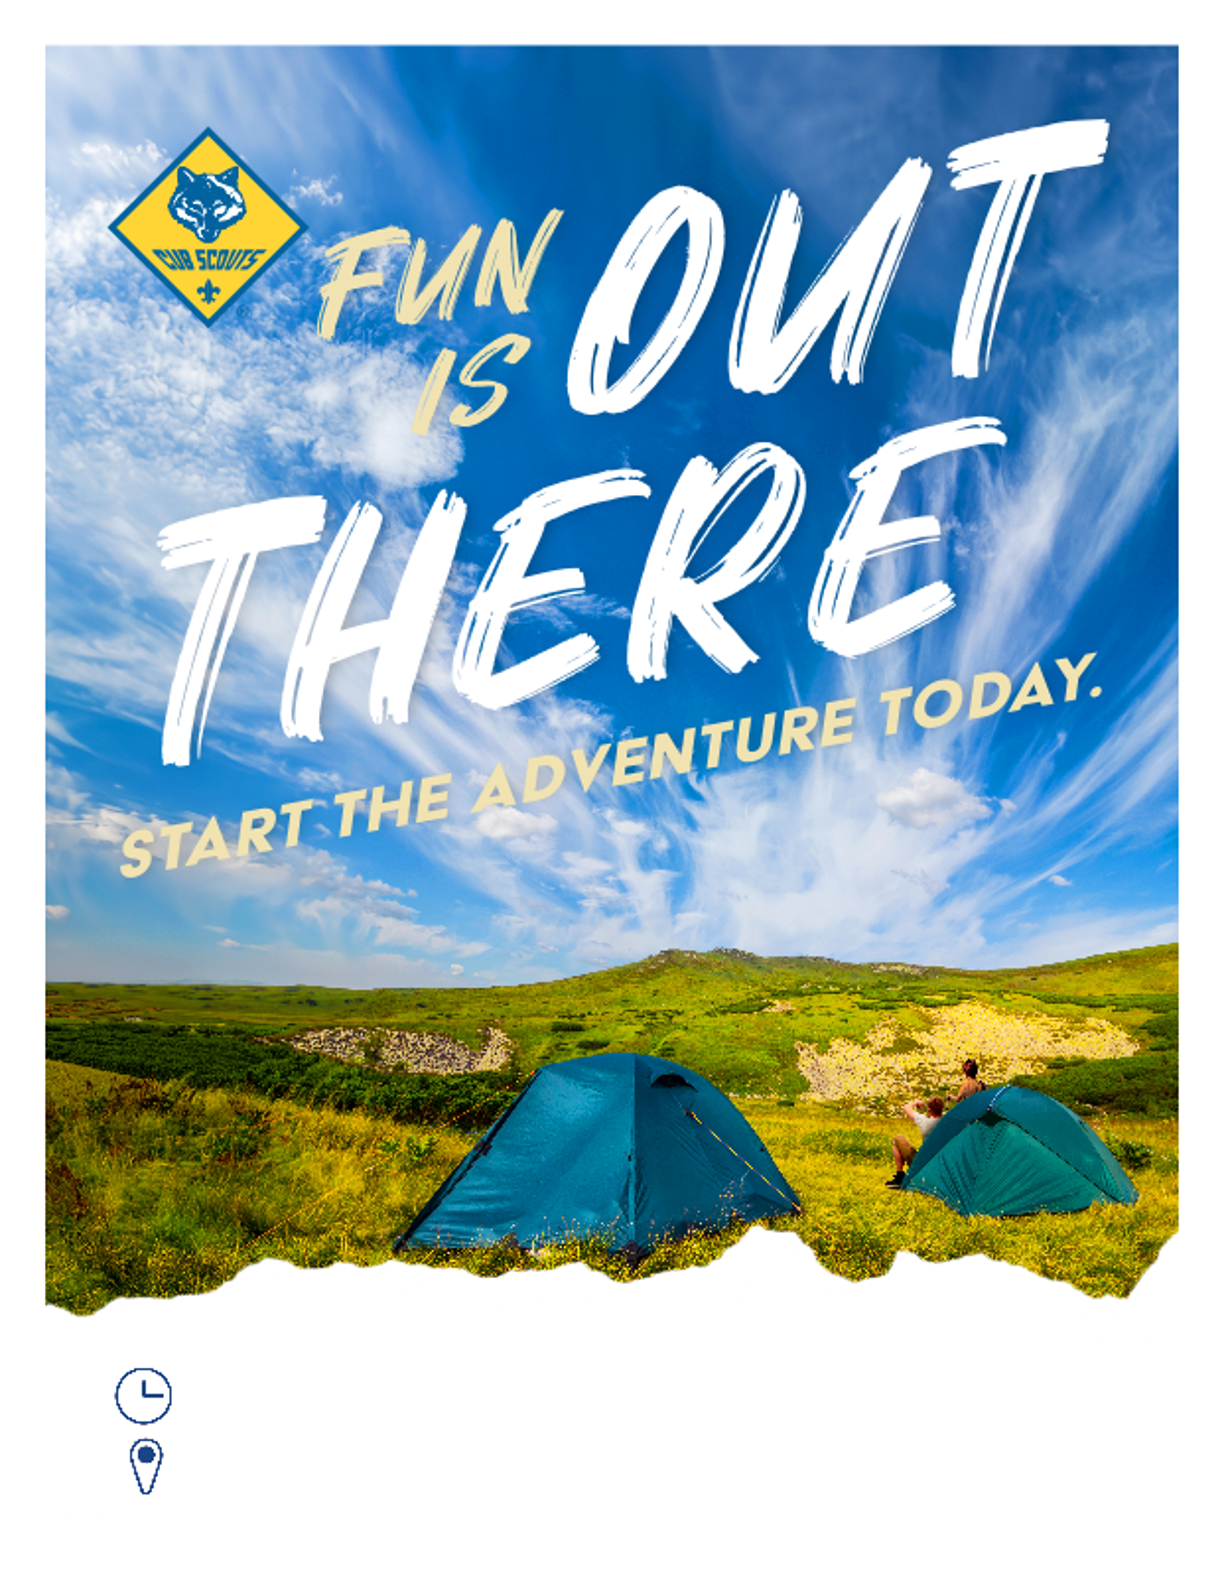 CUB SCOUTS
FUN
IS
OUT
THERE
START THE ADVENTURE TODAY.